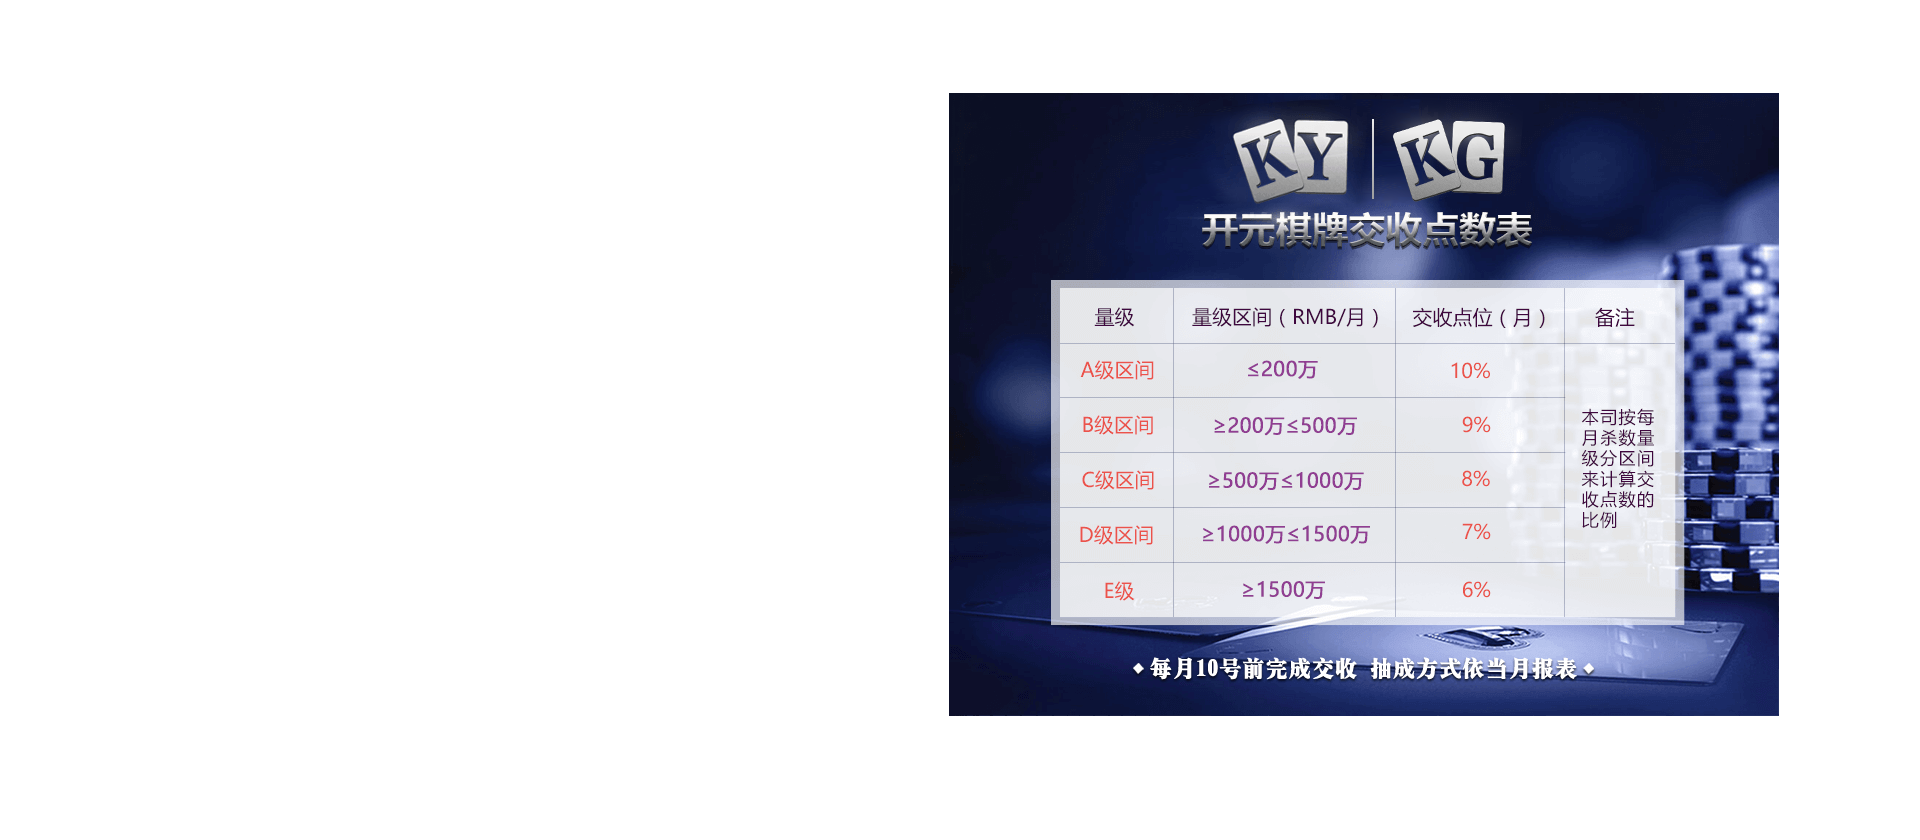 KY KG
开元棋牌交收点数表
量级 量级区间（RMB/月） 交收点位（月） 备注
A级区间 ≤200万 10%
B级区间 ≥200万≤500万 9%
C级区间 ≥500万≤1000万 8%
D级区间 ≥1000万≤1500万 7%
E级 ≥1500万 6%
本司按每
月杀数量
级分区间
来计算交
收点数的
比例
每月10号前完成交收 抽成方式依当月报表